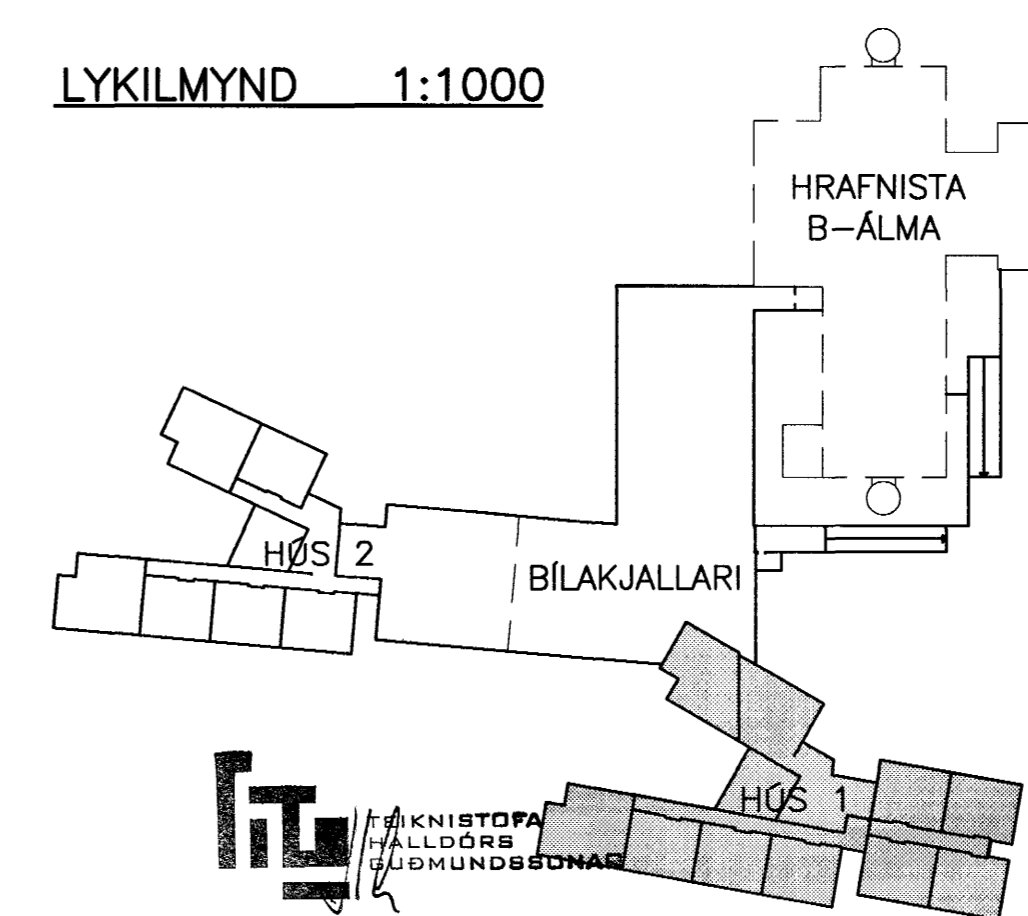 LYKILMYND 1:1000
HRAFNISTA
B-ÁLMA
HÚS 2
BÍLAKJALLARI
HÚS 1
TEIKNISTOFA
HALLDÓRS
GUÐMUNDSSONAR